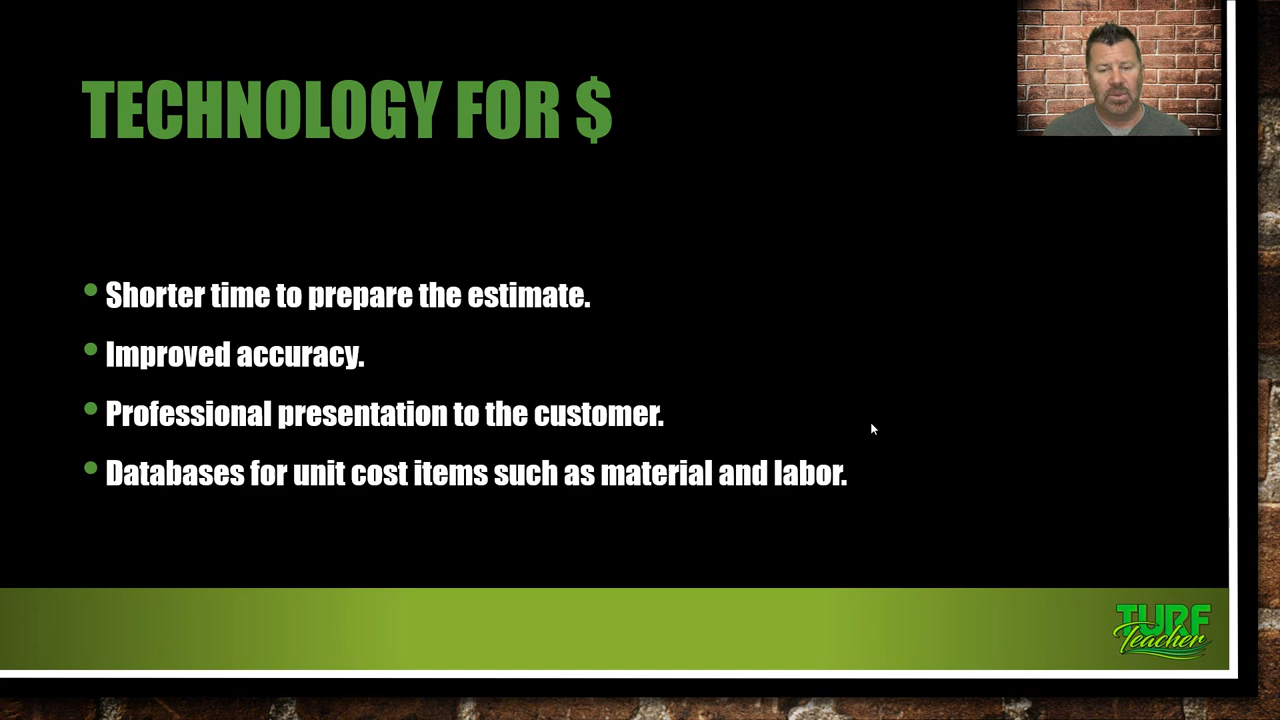 TECHNOLOGY FOR $
Shorter time to prepare the estimate.
Improved accuracy.
Professional presentation to the customer.
Databases for unit cost items such as material and labor.
TURF
Teacher